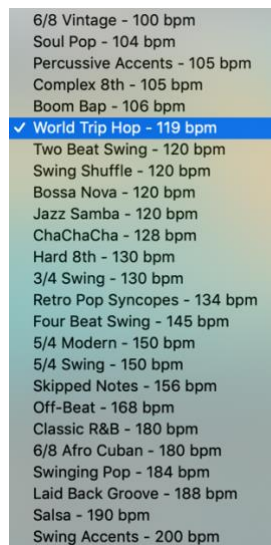 6/8 Vintage - 100 bpm
Soul Pop - 104 bpm
Percussive Accents - 105 bpm
Complex 8th - 105 bpm
Boom Bap - 106 bpm
✓ World Trip Hop - 119 bpm
Two Beat Swing - 120 bpm
Swing Shuffle - 120 bpm
Bossa Nova - 120 bpm
Jazz Samba - 120 bpm
ChaChaCha - 128 bpm
Hard 8th - 130 bpm
3/4 Swing - 130 bpm
Retro Pop Syncopes - 134 bpm
Four Beat Swing - 145 bpm
5/4 Modern - 150 bpm
5/4 Swing - 150 bpm
Skipped Notes - 156 bpm
Off-Beat - 168 bpm
Classic R&B - 180 bpm
6/8 Afro Cuban - 180 bpm
Swinging Pop - 184 bpm
Laid Back Groove - 188 bpm
Salsa - 190 bpm
Swing Accents - 200 bpm